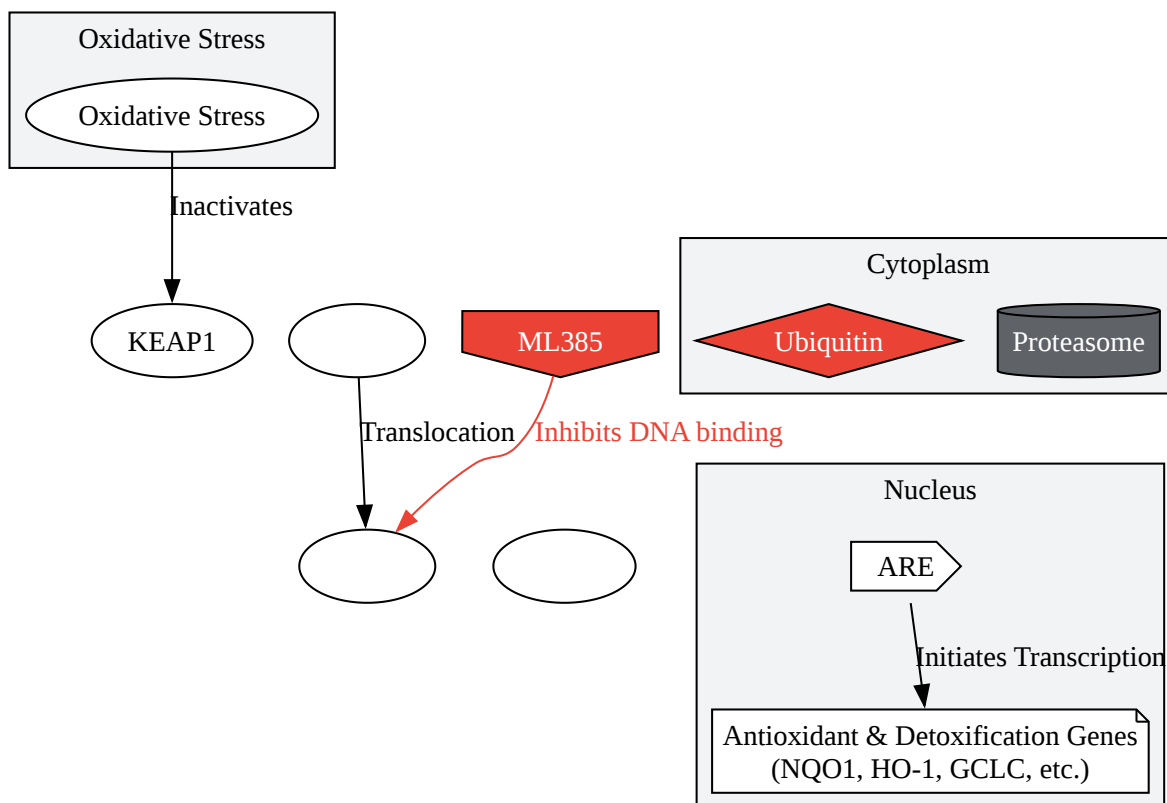 Oxidative Stress
Oxidative Stress
Inactivates
Cytoplasm
KEAP1
ML385
Ubiquitin
Proteasome
Translocation
Inhibits DNA binding
Nucleus
ARE
Initiates Transcription
Antioxidant & Detoxification Genes
(NQO1, HO-1, GCLC, etc.)